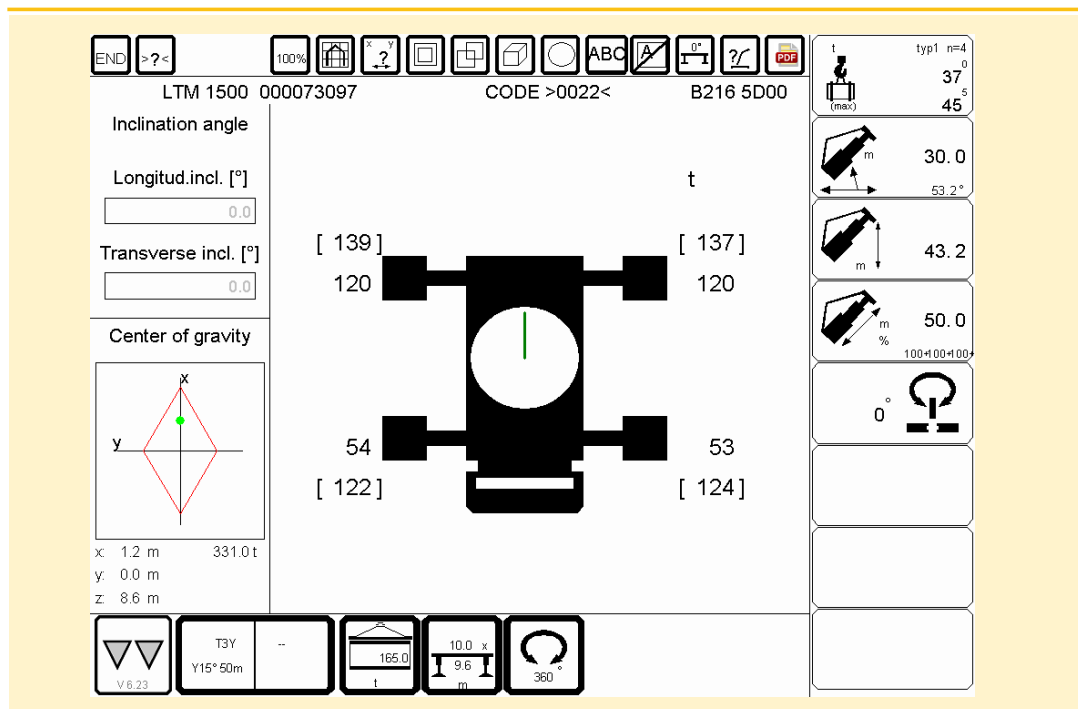 END >?< 100% x y ? ABC A 0° ?/ PDF
LTM 1500 000073097 CODE >0022< B216 5D00
Inclination angle
Longitud.incl. [°]
0.0
Transverse incl. [°]
0.0
Center of gravity
x
y
x: 1.2 m 331.0 t
y: 0.0 m
z: 8.6 m
t
[ 139] [ 137]
120 120
54 53
[ 122] [ 124]
t typ1 n=4
37 0
(max) 45 5
m 30.0
53.2°
m 43.2
m 50.0
%
100+100+100+
0°
V 6.23
T3Y --
Y15° 50m
165.0
t
10.0 x
9.6
m
360°